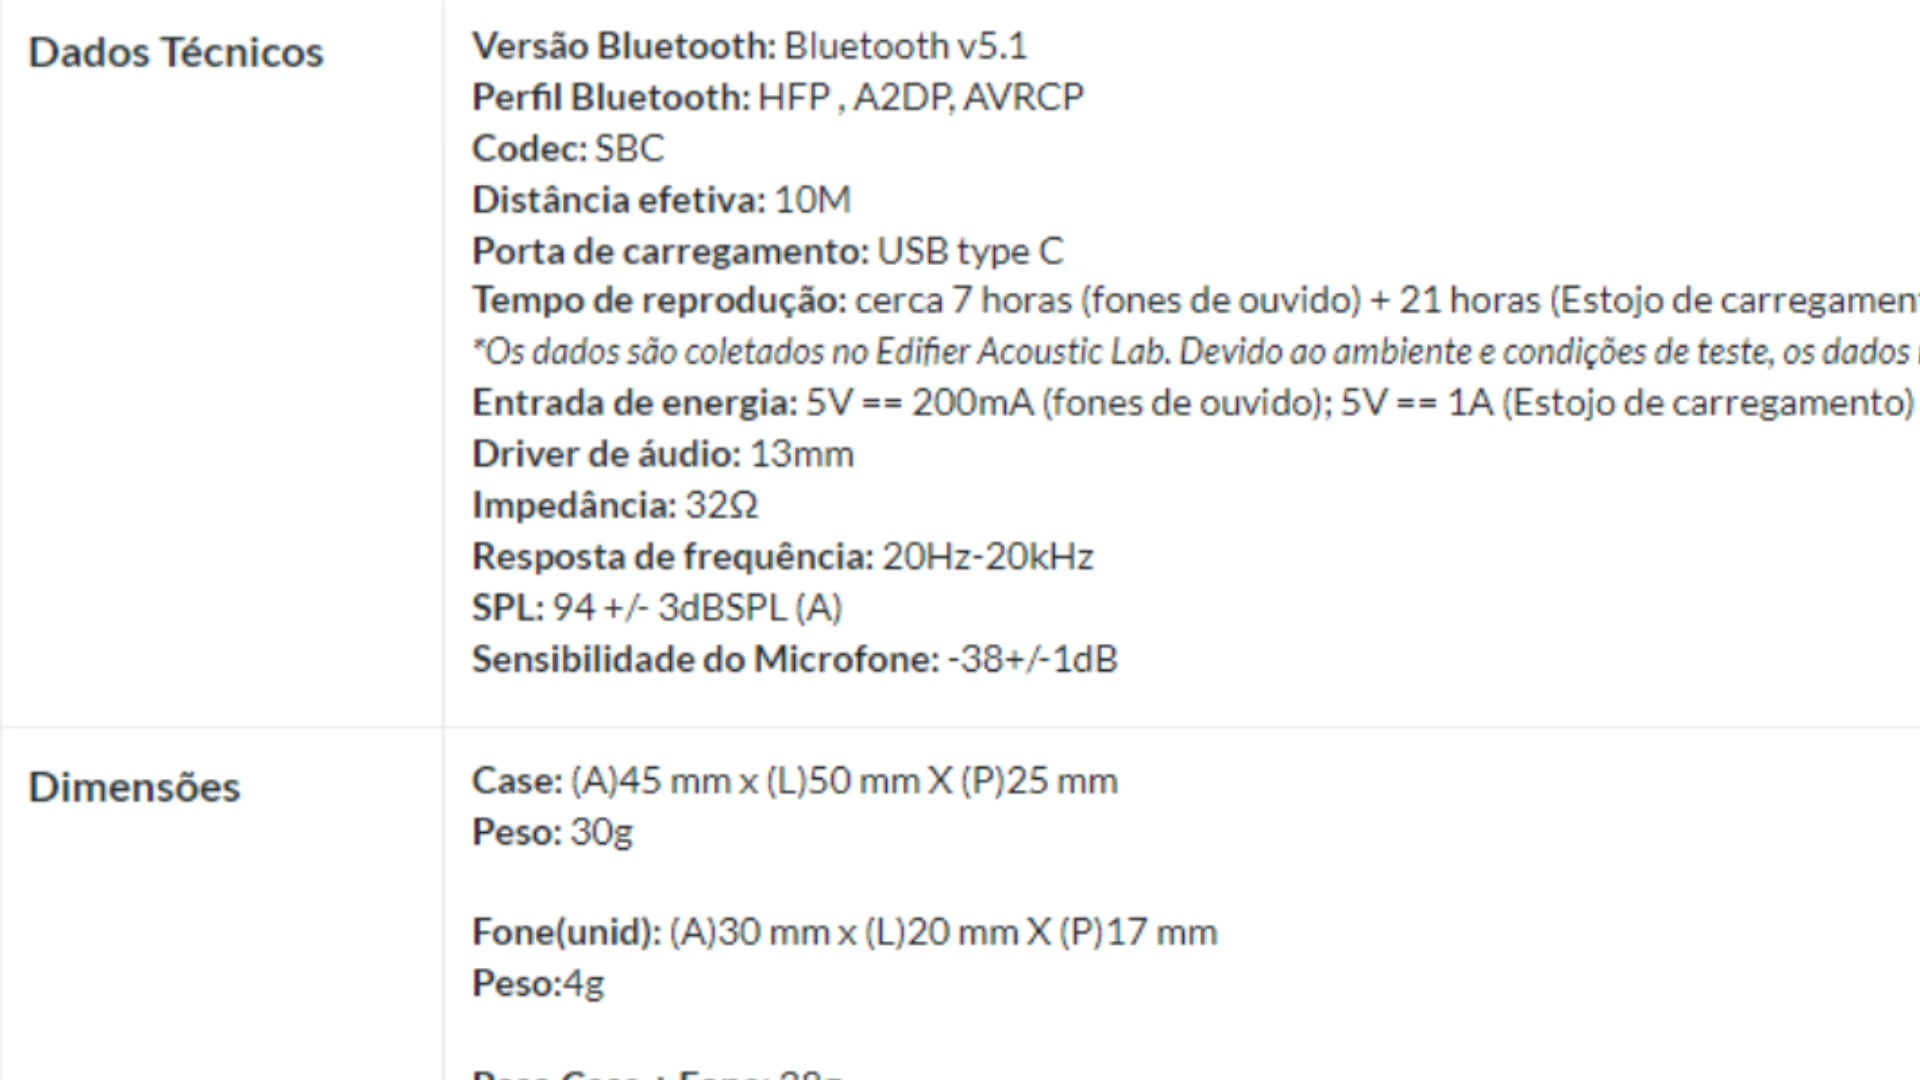 Dados Técnicos
Versão Bluetooth: Bluetooth v5.1
Perfil Bluetooth: HFP , A2DP, AVRCP
Codec: SBC
Distância efetiva: 10M
Porta de carregamento: USB type C
Tempo de reprodução: cerca 7 horas (fones de ouvido) + 21 horas (Estojo de
*Os dados são coletados no Edifier Acoustic Lab. Devido ao ambiente e condições de teste, os dados
Entrada de energia: 5V == 200mA (fones de ouvido); 5V == 1A (Estojo de carregamento)
Driver de áudio: 13mm
Impedância: 32Ω
Resposta de frequência: 20Hz-20kHz
SPL: 94 +/- 3dBSPL (A)
Sensibilidade do Microfone: -38+/-1dB
Dimensões
Case: (A)45 mm x (L)50 mm X (P)25 mm
Peso: 30g
Fone(unid): (A)30 mm x (L)20 mm X (P)17 mm
Peso:4g